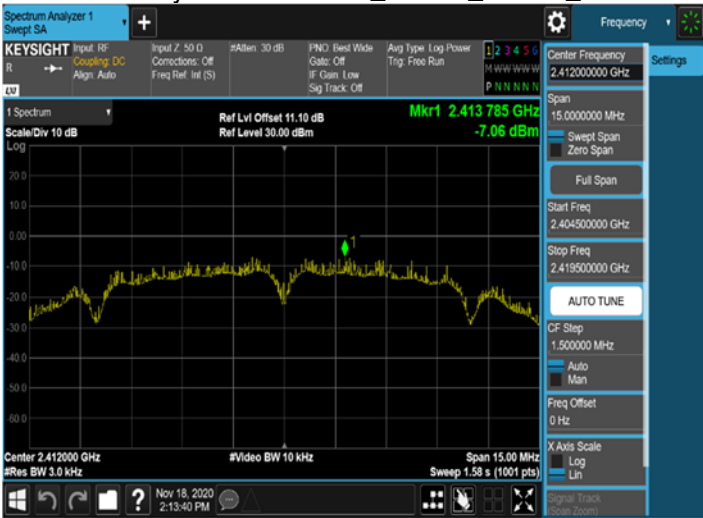 Spectrum Analyzer 1
Swept SA
+
Frequency
KEYSIGHT
R
Input: RF
Coupling: DC
Align: Auto
Input Z: 50 Ω
Corrections: Off
Freq Ref: Int (S)
#Atten: 30 dB
PNO: Best Wide
Gate: Off
IF Gain: Low
Sig Track: Off
Avg Type: Log-Power
Trig: Free Run
1 2 3 4 5 6
M W W W W W
P N N N N N
Settings
Center Frequency
2.412000000 GHz
Span
15.0000000 MHz
Swept Span
Zero Span
Full Span
Start Freq
2.404500000 GHz
Stop Freq
2.419500000 GHz
AUTO TUNE
CF Step
1.500000 MHz
Auto
Man
Freq Offset
0 Hz
X Axis Scale
Log
Lin
Signal Track
(Span Zoom)
1 Spectrum
Ref Lvl Offset 11.10 dB
Mkr1 2.413 785 GHz
Scale/Div 10 dB
Ref Level 30.00 dBm
-7.06 dBm
Log
20.0
10.0
0.00
1
-10.0
-20.0
-30.0
-40.0
-50.0
-60.0
Center 2.412000 GHz
#Video BW 10 kHz
Span 15.00 MHz
#Res BW 3.0 kHz
Sweep 1.58 s (1001 pts)
?
Nov 18, 2020
2:13:40 PM